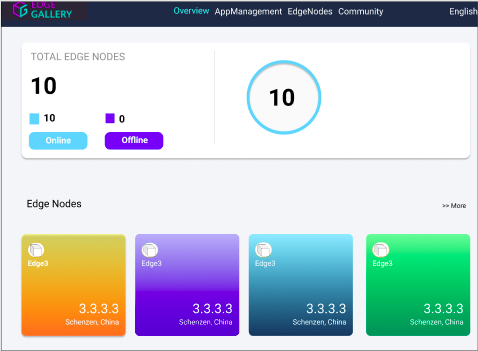 EDGE
GALLERY
Overview AppManagement EdgeNodes Community English
TOTAL EDGE NODES
10
10 0
Online Offline
10
Edge Nodes >> More
Edge3 Edge3 Edge3 Edge3
3.3.3.3 3.3.3.3 3.3.3.3 3.3.3.3
Schenzen, China Schenzen, China Schenzen, China Schenzen, China